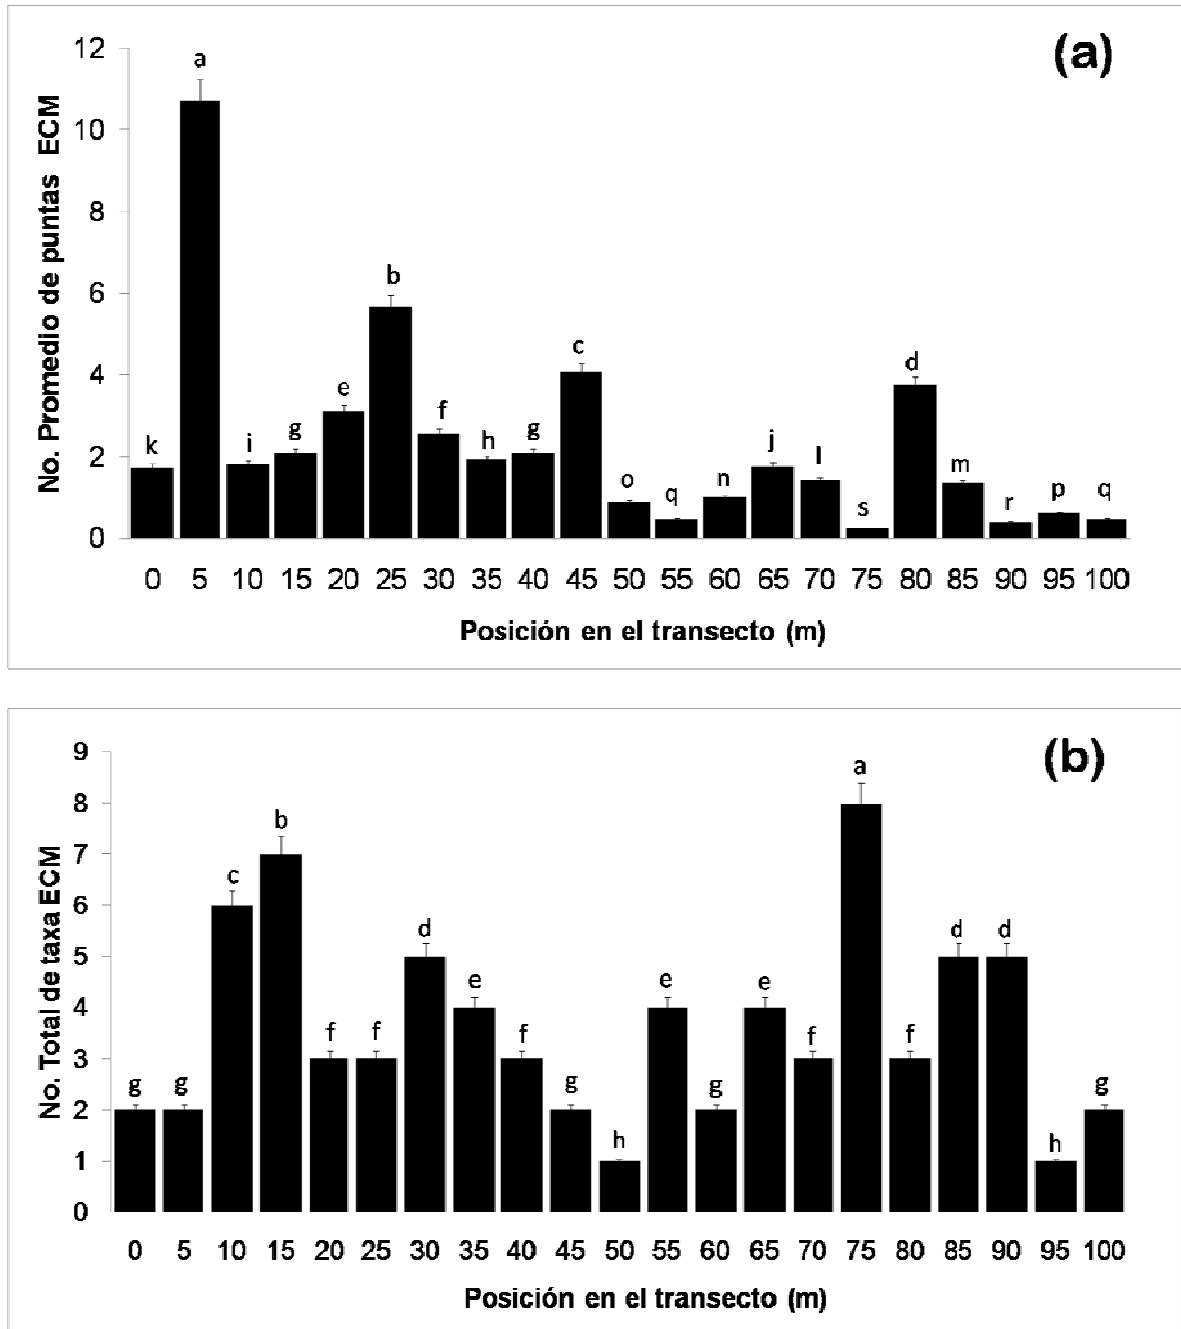 (a)
No. Promedio de puntas ECM
12
10
8
6
4
2
0
k a i g e b f h g c o q n j l s d m r p q
0 5 10 15 20 25 30 35 40 45 50 55 60 65 70 75 80 85 90 95 100
Posición en el transecto (m)
(b)
No. Total de taxa ECM
9
8
7
6
5
4
3
2
1
0
g g c b f f d e f g h e g e f a f d d h g
0 5 10 15 20 25 30 35 40 45 50 55 60 65 70 75 80 85 90 95 100
Posición en el transecto (m)